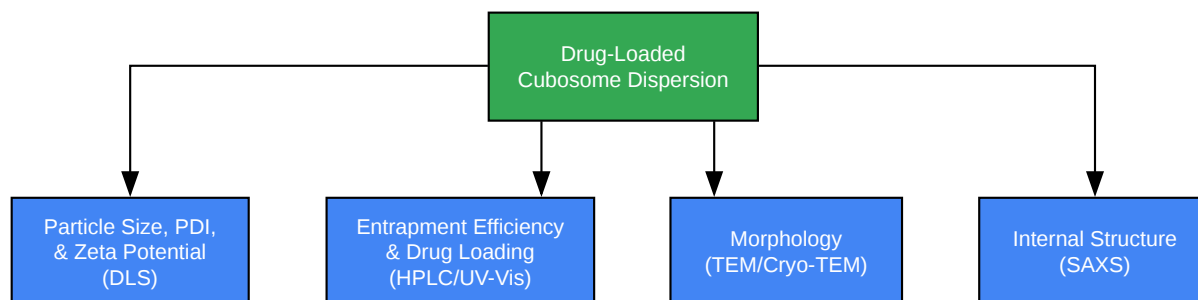 Drug-Loaded
Cubosome Dispersion
Particle Size, PDI,
& Zeta Potential
(DLS)
Entrapment Efficiency
& Drug Loading
(HPLC/UV-Vis)
Morphology
(TEM/Cryo-TEM)
Internal Structure
(SAXS)